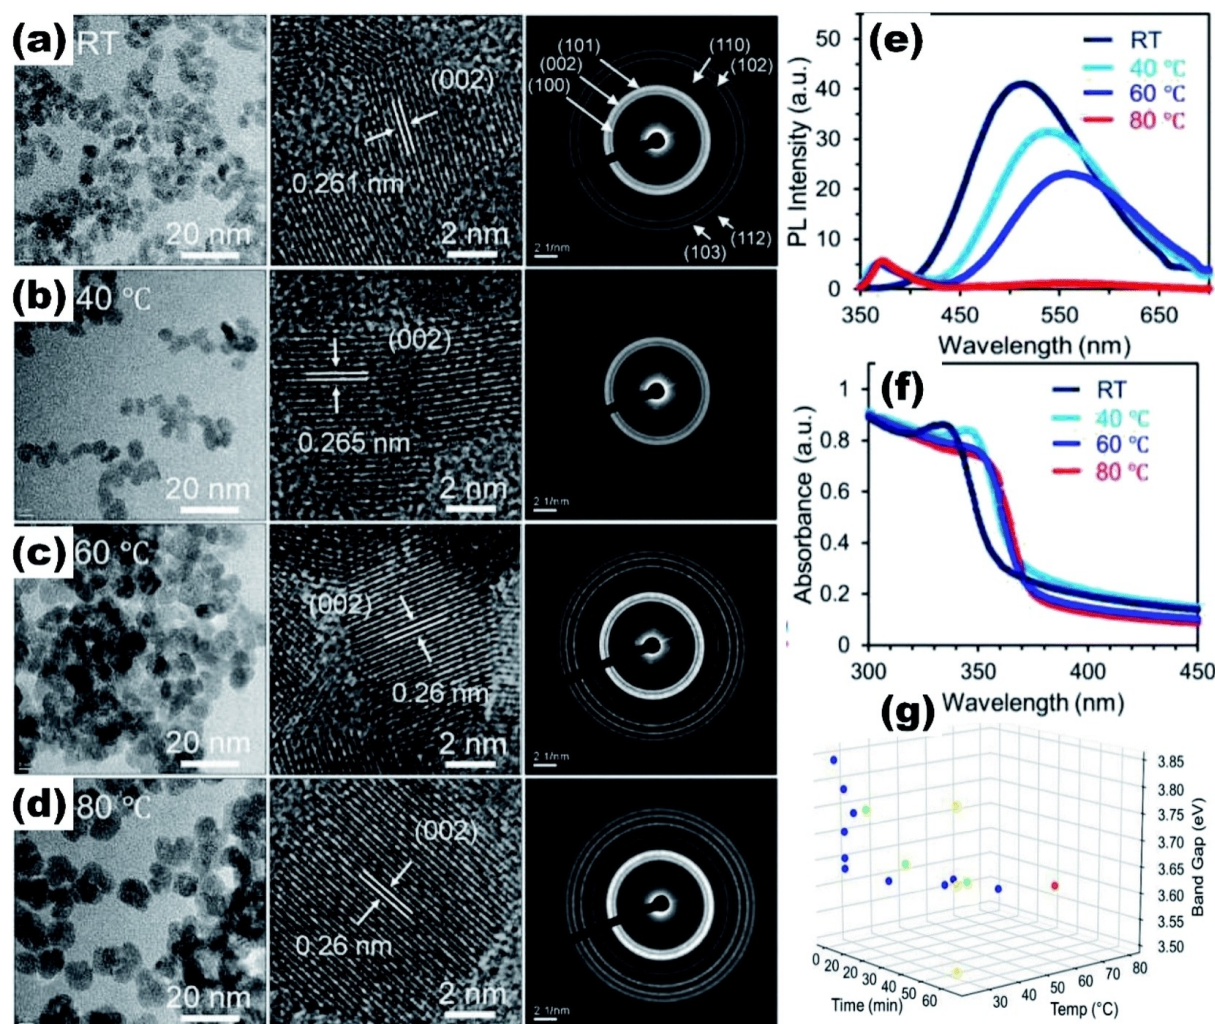 (a) RT
20 nm
(002)
0.261 nm
2 nm
(101)
(002)
(100)
(110)
(102)
(112)
(103)
2 1/nm
(b) 40 ℃
20 nm
(002)
0.265 nm
2 nm
2 1/nm
(c) 60 ℃
20 nm
(002)
0.26 nm
2 nm
2 1/nm
(d) 80 ℃
20 nm
(002)
0.26 nm
2 nm
2 1/nm
(e)
RT
40 ℃
60 ℃
80 ℃
50
40
30
20
10
0
PL Intensity (a.u.)
350 450 550 650
Wavelength (nm)
(f)
RT
40 ℃
60 ℃
80 ℃
1
0.8
0.6
0.4
0.2
0
Absorbance (a.u.)
300 350 400 450
Wavelength (nm)
(g)
3.85
3.80
3.75
3.70
3.65
3.60
3.55
3.50
Band Gap (eV)
0 10 20 30 40 50 60
Time (min)
30 40 50 60 70 80
Temp (°C)